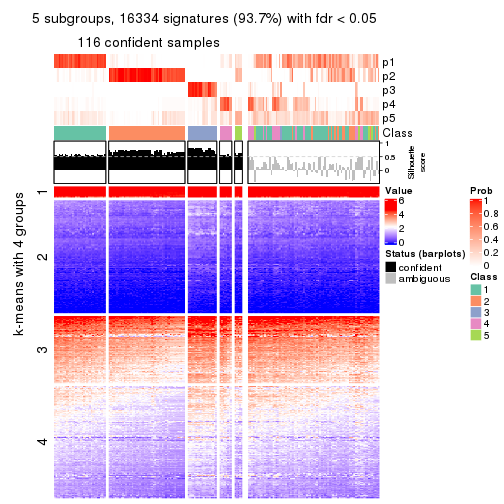 5 subgroups, 16334 signatures (93.7%) with fdr < 0.05
116 confident samples
p1
p2
p3
p4
p5
Class
1
0.5
0
Silhouette
score
k-means with 4 groups
1
2
3
4
Value
6
4
2
0
Status (barplots)
confident
ambiguous
Prob
1
0.8
0.6
0.4
0.2
0
Class
1
2
3
4
5